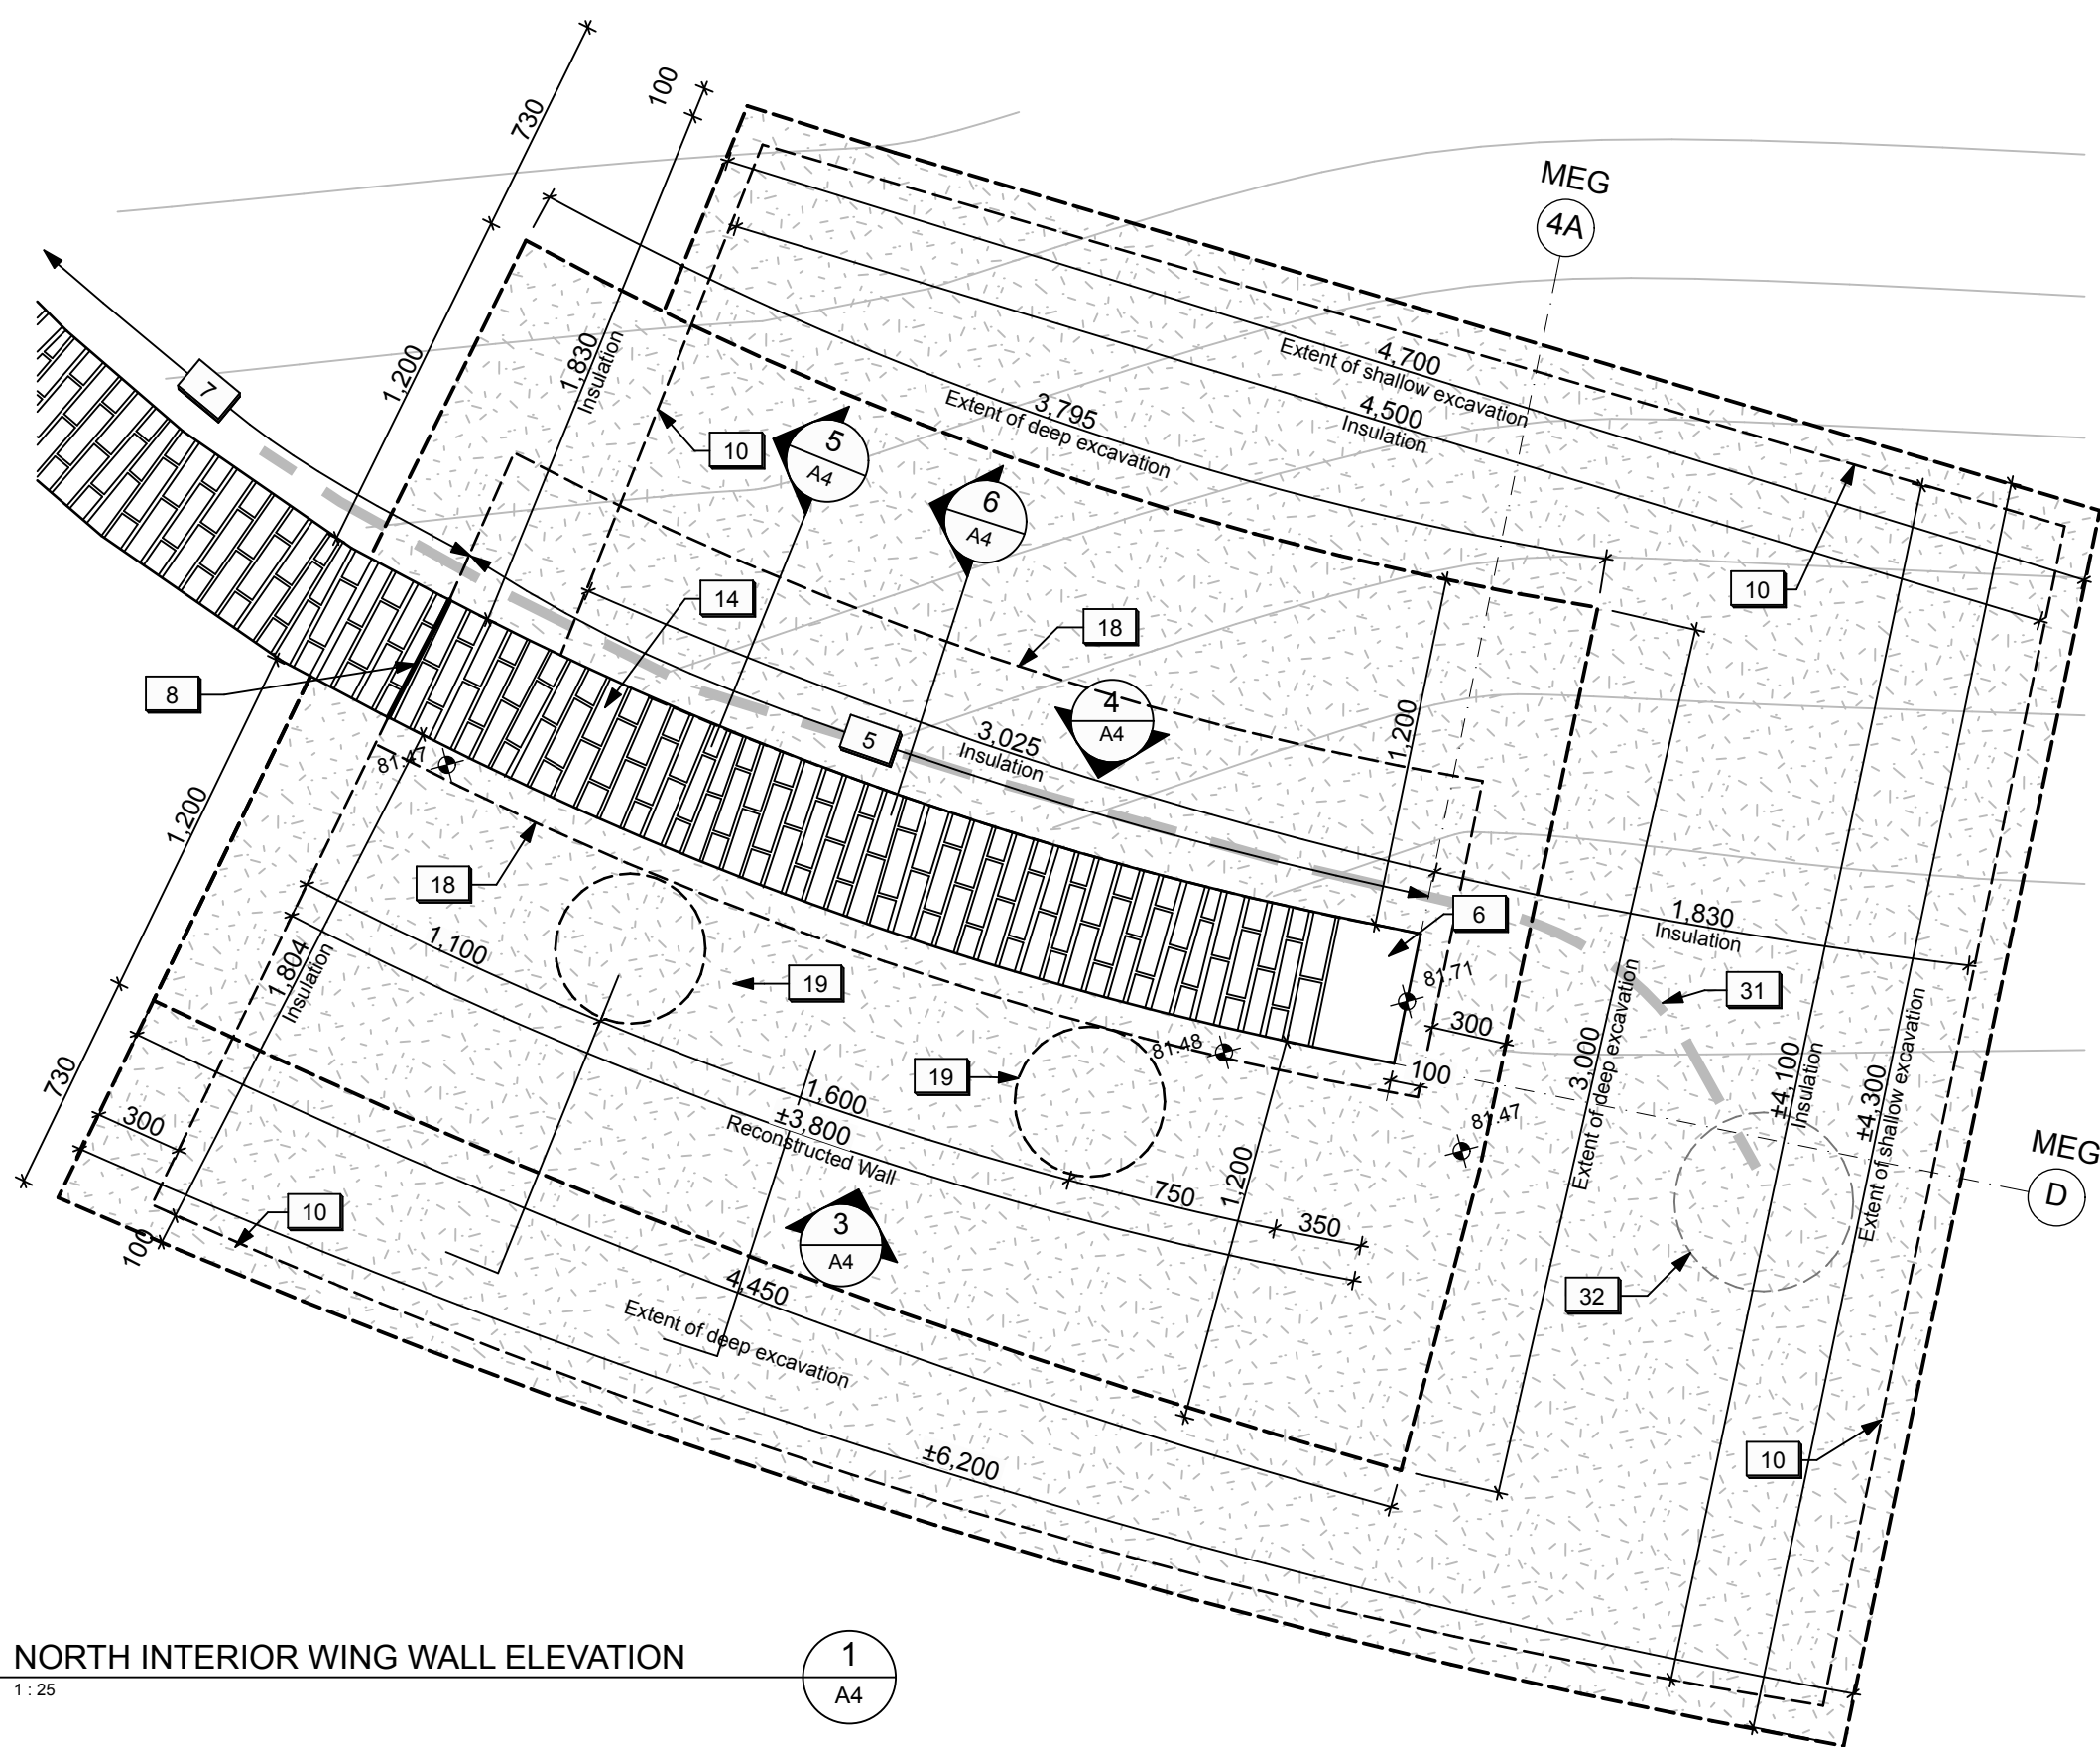 730
100
MEG
4A
1,200
1,830
Insulation
7
4,700
Extent of shallow excavation
4,500
Insulation
3,795
Extent of deep excavation
10
5
A4
6
A4
10
14
18
4
A4
8
5
3,025
Insulation
1,200
81.47
1,200
18
6
1,830
Insulation
81.71
1,100
1,804
Insulation
19
31
300
81.48
19
100
3,000
Extent of deep excavation
±4,100
Insulation
±4,300
Extent of shallow excavation
730
300
1,600
±3,800
Reconstructed Wall
81.47
MEG
D
1,200
750
350
10
100
3
A4
32
4,450
Extent of deep excavation
±6,200
10
NORTH INTERIOR WING WALL ELEVATION
1 : 25
1
A4